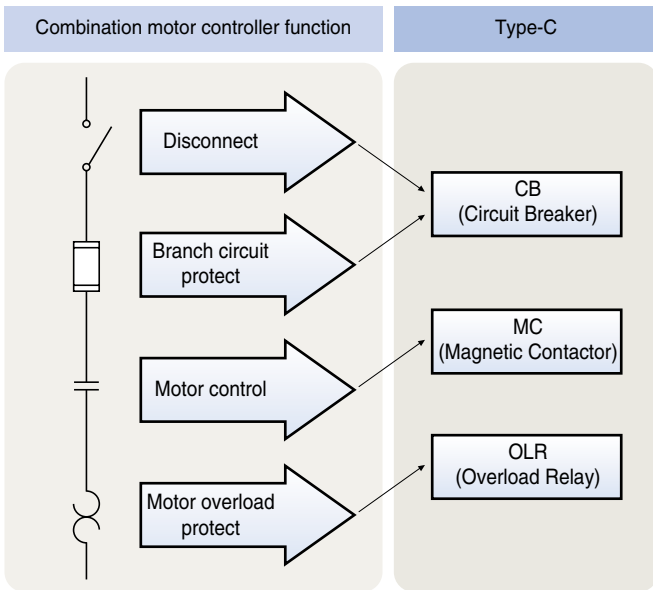 Combination motor controller function
Type-C
Disconnect
Branch circuit
protect
Motor control
Motor overload
protect
CB
(Circuit Breaker)
MC
(Magnetic Contactor)
OLR
(Overload Relay)